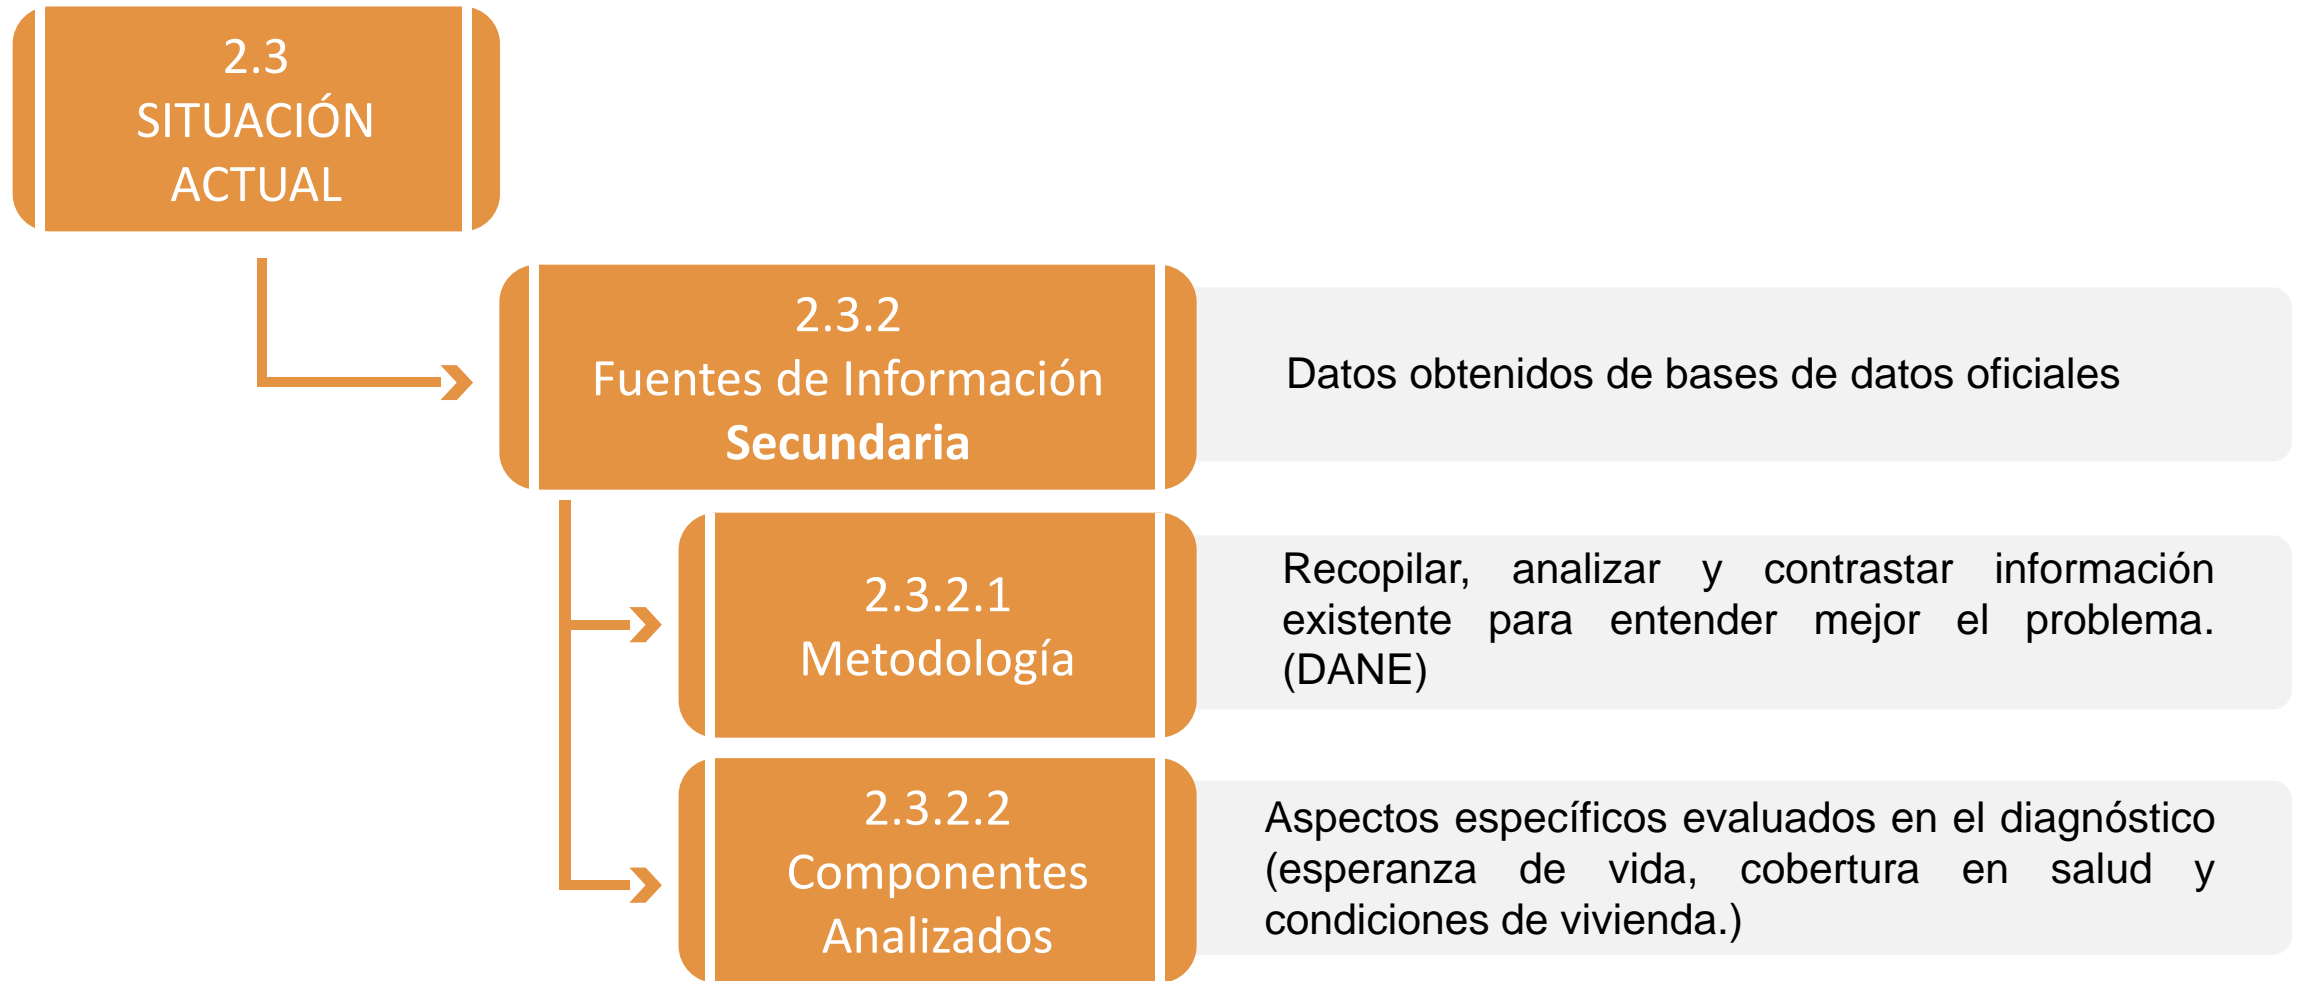 2.3
SITUACIÓN
ACTUAL
2.3.2
Fuentes de Información
Secundaria
Datos obtenidos de bases de datos oficiales
2.3.2.1
Metodología
Recopilar, analizar y contrastar información
existente para entender mejor el problema.
(DANE)
2.3.2.2
Componentes
Analizados
Aspectos específicos evaluados en el diagnóstico
(esperanza de vida, cobertura en salud y
condiciones de vivienda.)